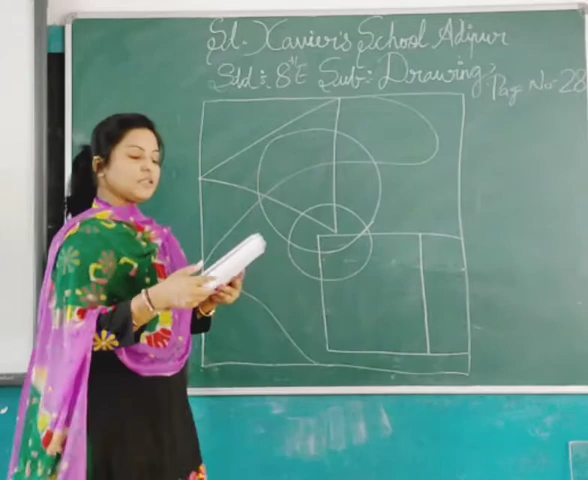 St. Xavier's School Adipur
Std : 8th E Sub : Drawing, Page No. 28